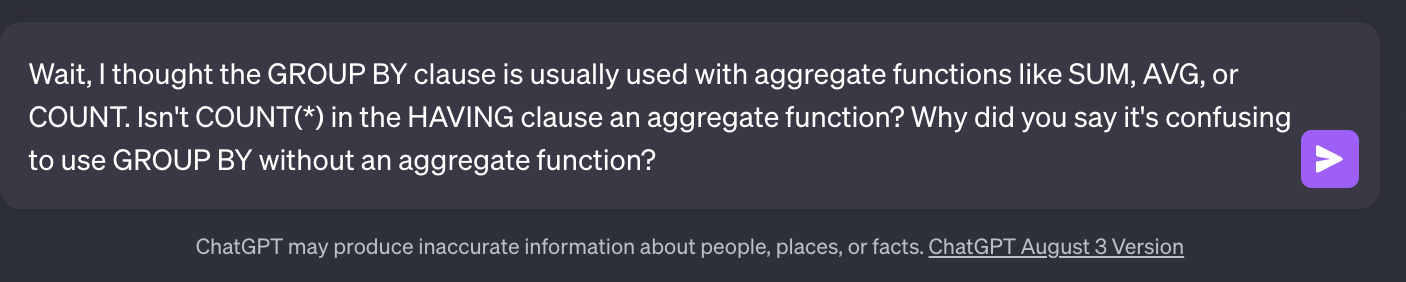 Wait, I thought the GROUP BY clause is usually used with aggregate functions like SUM, AVG, or
COUNT. Isn't COUNT(*) in the HAVING clause an aggregate function? Why did you say it's confusing
to use GROUP BY without an aggregate function?
ChatGPT may produce inaccurate information about people, places, or facts. ChatGPT August 3 Version